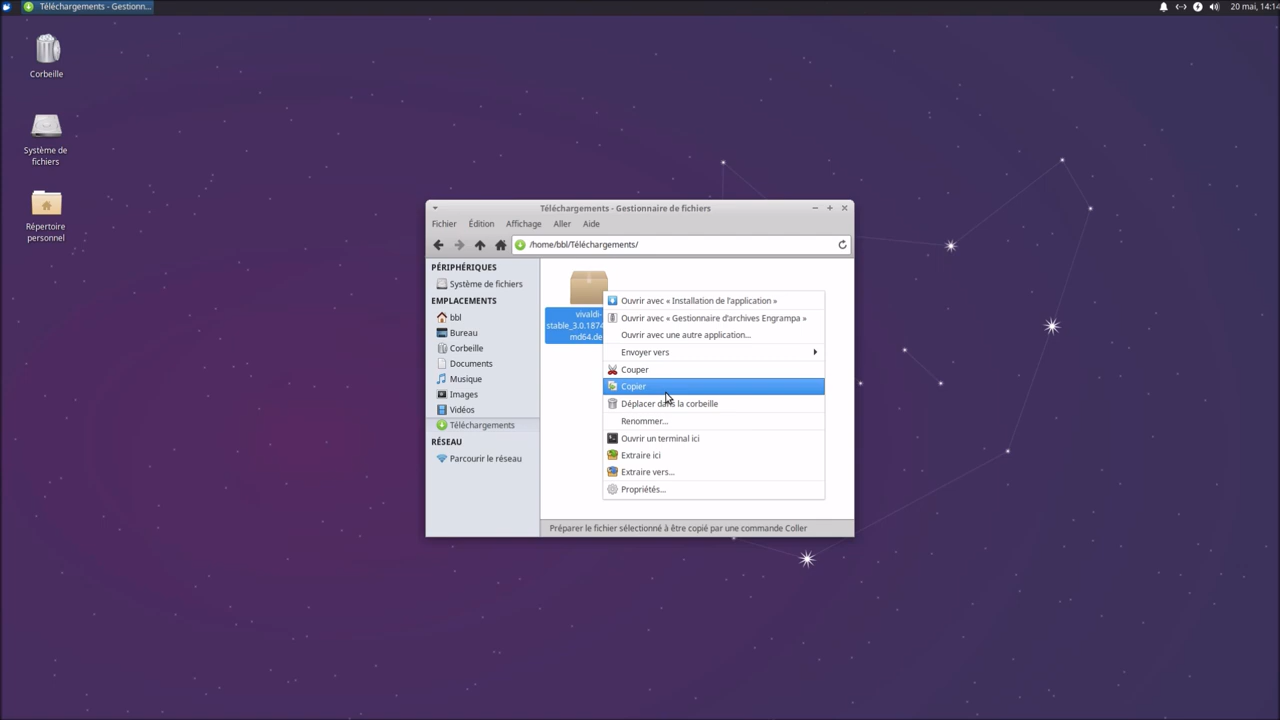 Téléchargements - Gestionn...
20 mai, 14:14
Corbeille
Système de
fichiers
Répertoire
personnel
Téléchargements - Gestionnaire de fichiers
Fichier Édition Affichage Aller Aide
/home/bbl/Téléchargements/
PÉRIPHÉRIQUES
Système de fichiers
EMPLACEMENTS
bbl
Bureau
Corbeille
Documents
Musique
Images
Vidéos
Téléchargements
RÉSEAU
Parcourir le réseau
vivaldi-
stable_3.0.1874
md64.de
Ouvrir avec « Installation de l'application »
Ouvrir avec « Gestionnaire d'archives Engrampa »
Ouvrir avec une autre application...
Envoyer vers
Couper
Copier
Déplacer dans la corbeille
Renommer...
Ouvrir un terminal ici
Extraire ici
Extraire vers...
Propriétés...
Préparer le fichier sélectionné à être copié par une commande Coller